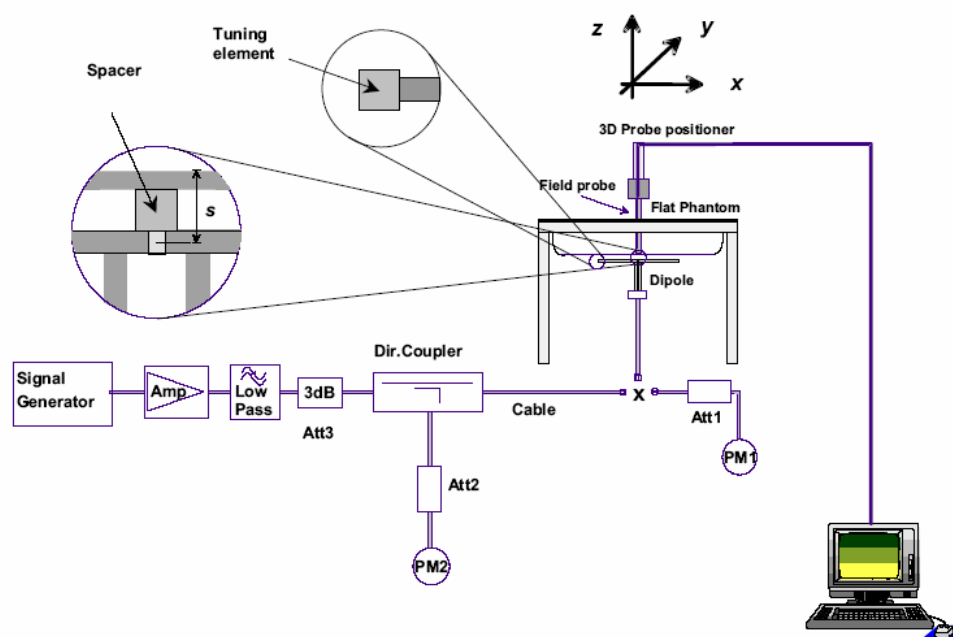 Tuning
element
Spacer
s
z
y
x
3D Probe positioner
Field probe
Flat Phantom
Dipole
Dir.Coupler
Signal
Generator
Amp
Low
Pass
3dB
Att3
Cable
X
Att1
PM1
Att2
PM2